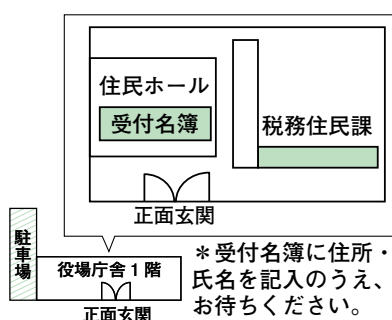 住民ホール
受付名簿
税務住民課
正面玄関
駐車場
役場庁舎1階
正面玄関
＊受付名簿に住所・
氏名を記入のうえ、
お待ちください。